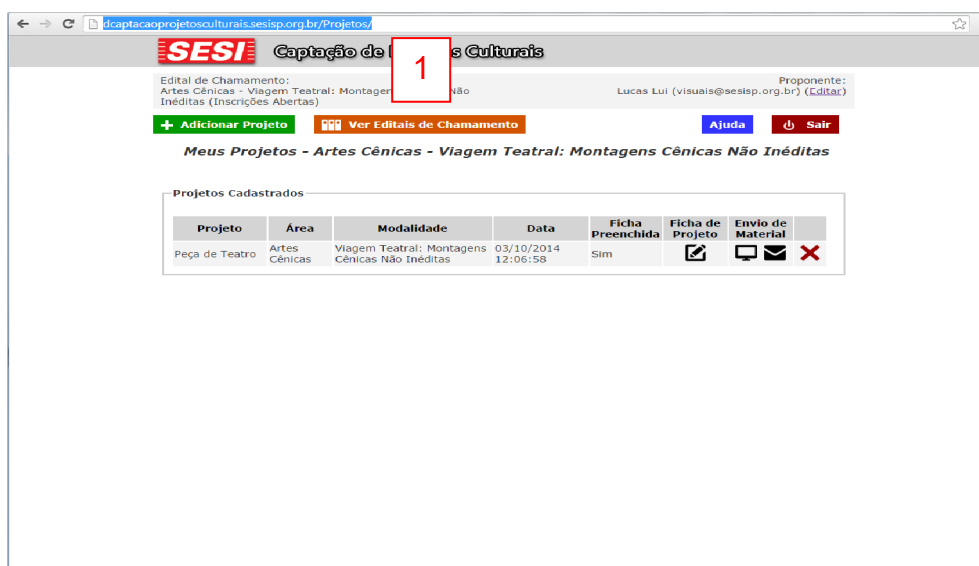 dcaptacaoprojetosculturais.sesisp.org.br/Projetos/
SESI Captação de s Culturais
1
Edital de Chamamento:
Artes Cênicas - Viagem Teatral: Montagen Não
Inéditas (Inscrições Abertas)
Proponente:
Lucas Lui (visuais@sesisp.org.br) (Editar)
Adicionar Projeto Ver Editais de Chamamento Ajuda Sair
Meus Projetos - Artes Cênicas - Viagem Teatral: Montagens Cênicas Não Inéditas
Projetos Cadastrados
Projeto Área Modalidade Data Ficha Preenchida Ficha de Projeto Envio de Material
Peça de Teatro Artes Cênicas Viagem Teatral: Montagens Cênicas Não Inéditas 03/10/2014 12:06:58 Sim